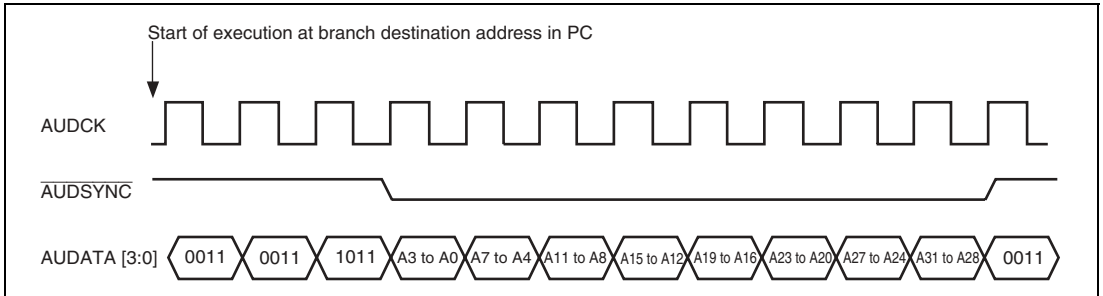 Start of execution at branch destination address in PC
AUDCK
AUDSYNC
AUDATA [3:0] 0011 0011 1011 A3 to A0 A7 to A4 A11 to A8 A15 to A12 A19 to A16 A23 to A20 A27 to A24 A31 to A28 0011